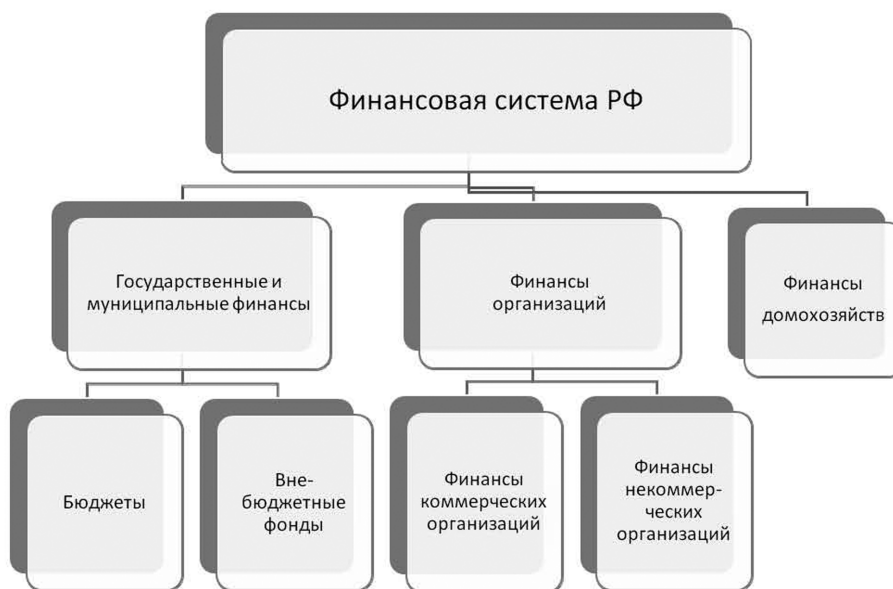 Финансовая система РФ
Государственные и
муниципальные финансы
Финансы
организаций
Финансы
домохозяйств
Бюджеты
Вне-
бюджетные
фонды
Финансы
коммерческих
организаций
Финансы
некоммер-
ческих
организаций